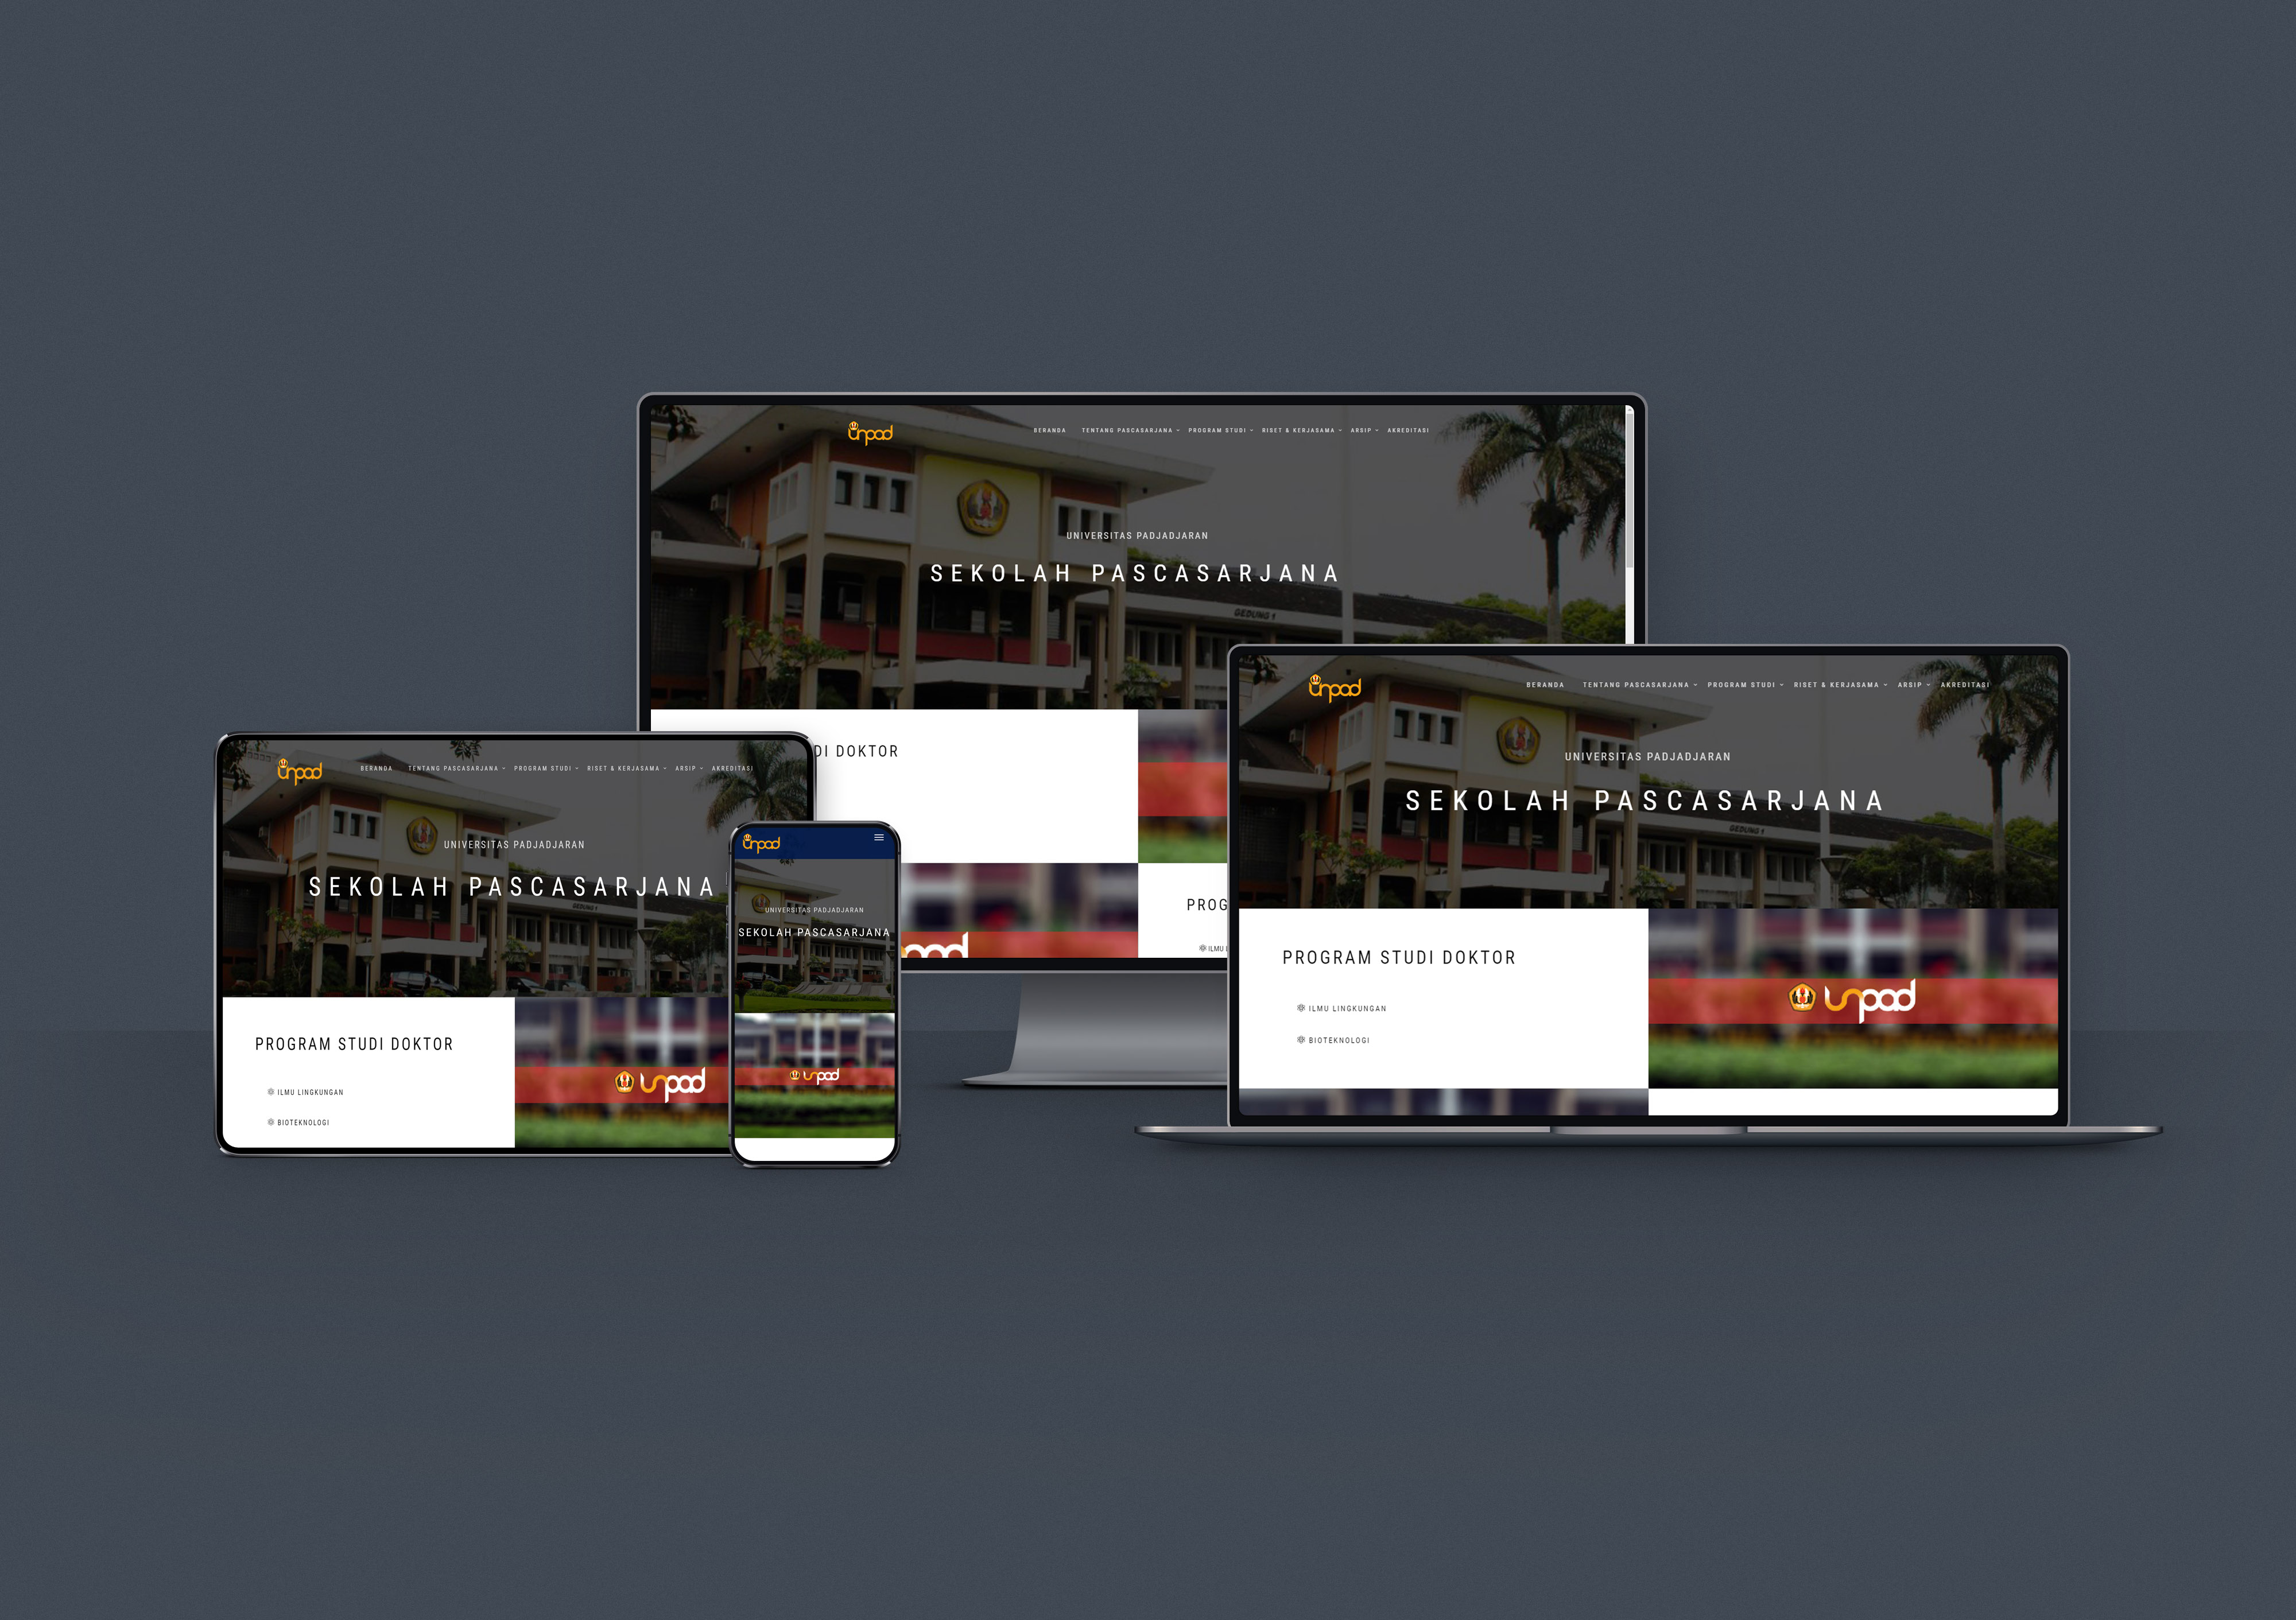 unpad
BERANDA TENTANG PASCASARJANA PROGRAM STUDI RISET & KERJASAMA ARSIP AKREDITASI
UNIVERSITAS PADJADJARAN
SEKOLAH PASCASARJANA
GEDUNG 1
DI DOKTOR
PROG
ILMU L
unpad
BERANDA TENTANG PASCASARJANA PROGRAM STUDI RISET & KERJASAMA ARSIP AKREDITASI
UNIVERSITAS PADJADJARAN
SEKOLAH PASCASARJANA
GEDUNG 1
PROGRAM STUDI DOKTOR
ILMU LINGKUNGAN
BIOTEKNOLOGI
unpad
unpad
BERANDA TENTANG PASCASARJANA PROGRAM STUDI RISET & KERJASAMA ARSIP AKREDITASI
UNIVERSITAS PADJADJARAN
SEKOLAH PASCASARJANA
PROGRAM STUDI DOKTOR
ILMU LINGKUNGAN
BIOTEKNOLOGI
unpad
unpad
UNIVERSITAS PADJADJARAN
SEKOLAH PASCASARJANA
unpad